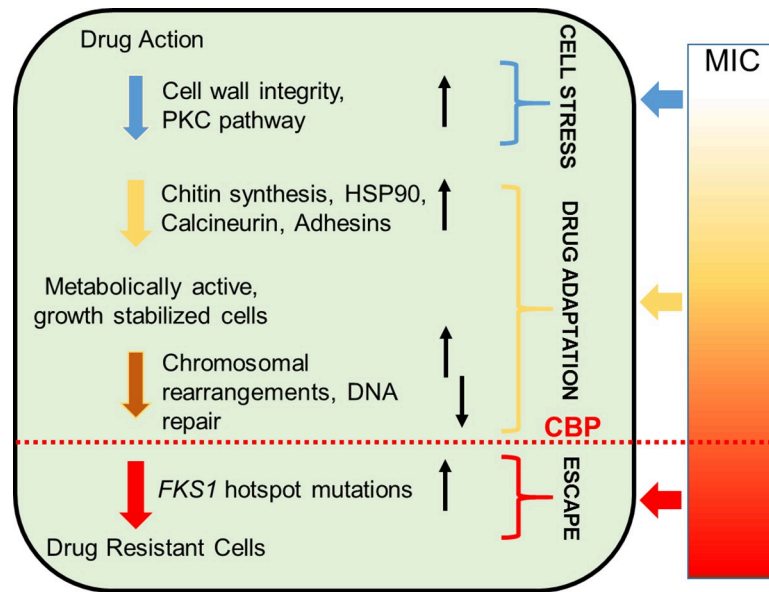 Drug Action
Cell wall integrity,
PKC pathway
Chitin synthesis, HSP90,
Calcineurin, Adhesins
Metabolically active,
growth stabilized cells
Chromosomal
rearrangements, DNA
repair
FKS1 hotspot mutations
Drug Resistant Cells
CELL STRESS
DRUG ADAPTATION
CBP
ESCAPE
MIC